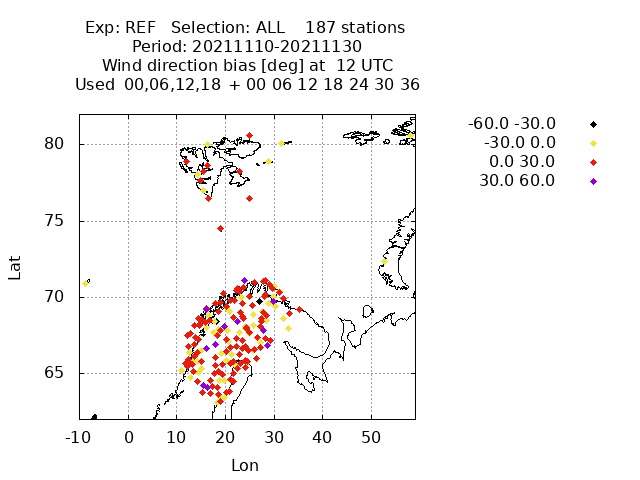 Exp: REF   Selection: ALL    187 stations
Period: 20211110-20211130
Wind direction bias [deg] at  12 UTC
Used  00,06,12,18  + 00 06 12 18 24 30 36
-60.0 -30.0
-30.0 0.0
0.0 30.0
30.0 60.0
80
75
70
65
Lat
-10 0 10 20 30 40 50
Lon